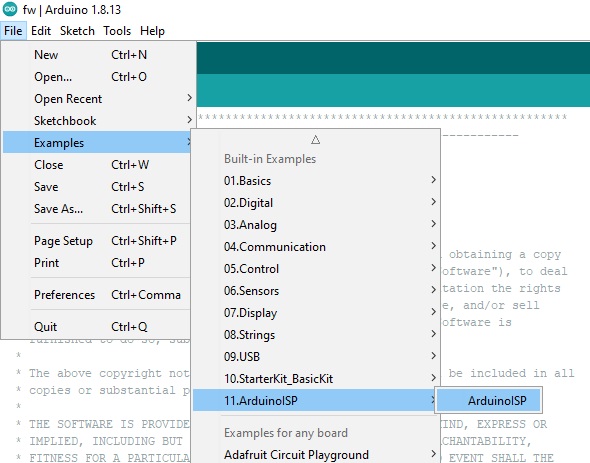 fw | Arduino 1.8.13
File Edit Sketch Tools Help
New Ctrl+N
Open... Ctrl+O
Open Recent
Sketchbook
Examples
Close Ctrl+W
Save Ctrl+S
Save As... Ctrl+Shift+S
Page Setup Ctrl+Shift+P
Print Ctrl+P
Preferences Ctrl+Comma
Quit Ctrl+Q
Built-in Examples
01.Basics
02.Digital
03.Analog
04.Communication
05.Control
06.Sensors
07.Display
08.Strings
09.USB
10.StarterKit_BasicKit
11.ArduinoISP
ArduinoISP
Examples for any board
Adafruit Circuit Playground
obtaining a copy
oftware"), to deal
tation the rights
e, and/or sell
oftware is
* The above copyright not be included in all
* copies or substantial p
*
* THE SOFTWARE IS PROVIDE IND, EXPRESS OR
* IMPLIED, INCLUDING BUT CHANTABILITY,
* FITNESS FOR A PARTICULA EVENT SHALL THE